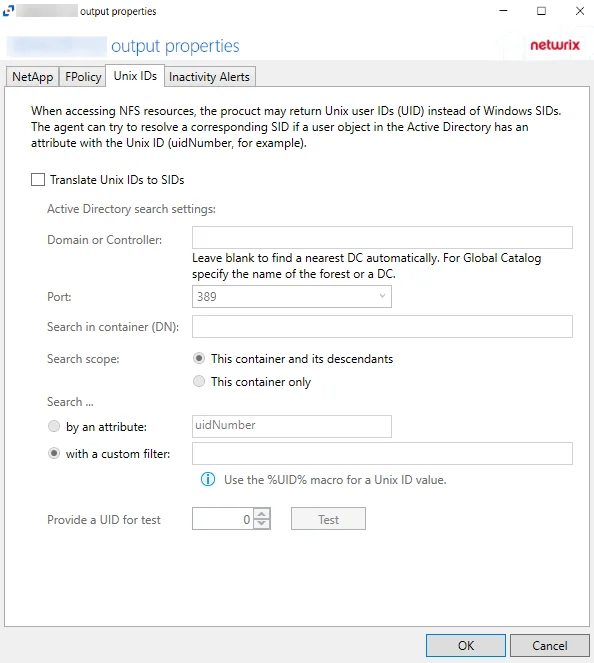 output properties
output properties
netwrix
NetApp FPolicy Unix IDs Inactivity Alerts
When accessing NFS resources, the procuct may return Unix user IDs (UID) instead of Windows SIDs.
The agent can try to resolve a corresponding SID if a user object in the Active Directory has an
attribute with the Unix ID (uidNumber, for example).
Translate Unix IDs to SIDs
Active Directory search settings:
Domain or Controller:
Leave blank to find a nearest DC automatically. For Global Catalog
specify the name of the forest or a DC.
Port: 389
Search in container (DN):
Search scope: This container and its descendants
This container only
Search ...
by an attribute: uidNumber
with a custom filter:
Use the %UID% macro for a Unix ID value.
Provide a UID for test 0 Test
OK Cancel